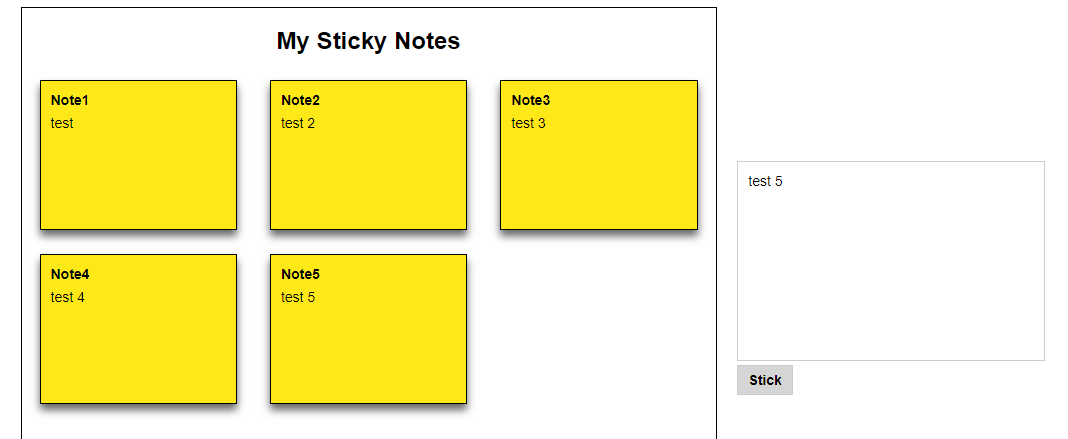 My Sticky Notes
Note1
test
Note2
test 2
Note3
test 3
Note4
test 4
Note5
test 5
test 5
Stick